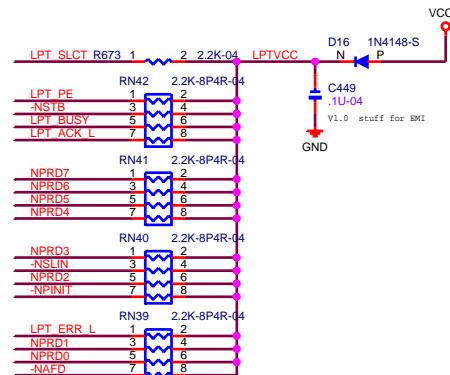 VCC
D16 1N4148-S
LPT_SLCT R673 1 2 2.2K-04 LPTVCC N P
RN42 2.2K-8P4R-04
LPT_PE 1 2
-NSTB 3 4
LPT_BUSY 5 6
LPT_ACK_L 7 8
C449
.1U-04
V1.0 stuff for EMI
GND
RN41 2.2K-8P4R-04
NPRD7 1 2
NPRD6 3 4
NPRD5 5 6
NPRD4 7 8
RN40 2.2K-8P4R-04
NPRD3 1 2
-NSLIN 3 4
NPRD2 5 6
-NPINIT 7 8
RN39 2.2K-8P4R-04
LPT_ERR_L 1 2
NPRD1 3 4
NPRD0 5 6
-NAFD 7 8